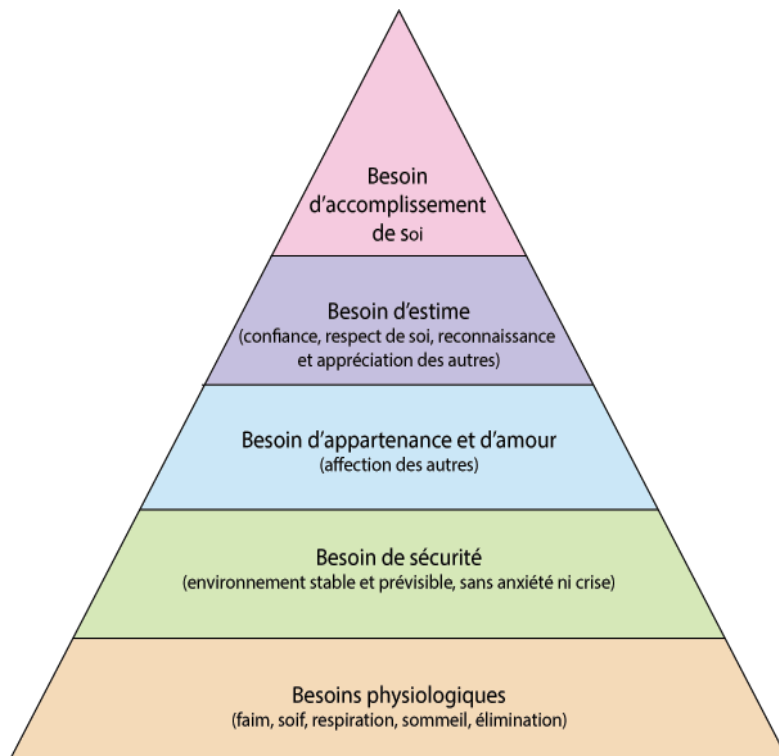 Besoin
d'accomplissement
de soi
Besoin d'estime
(confiance, respect de soi, reconnaissance
et appréciation des autres)
Besoin d'appartenance et d'amour
(affection des autres)
Besoin de sécurité
(environnement stable et prévisible, sans anxiété ni crise)
Besoins physiologiques
(faim, soif, respiration, sommeil, élimination)